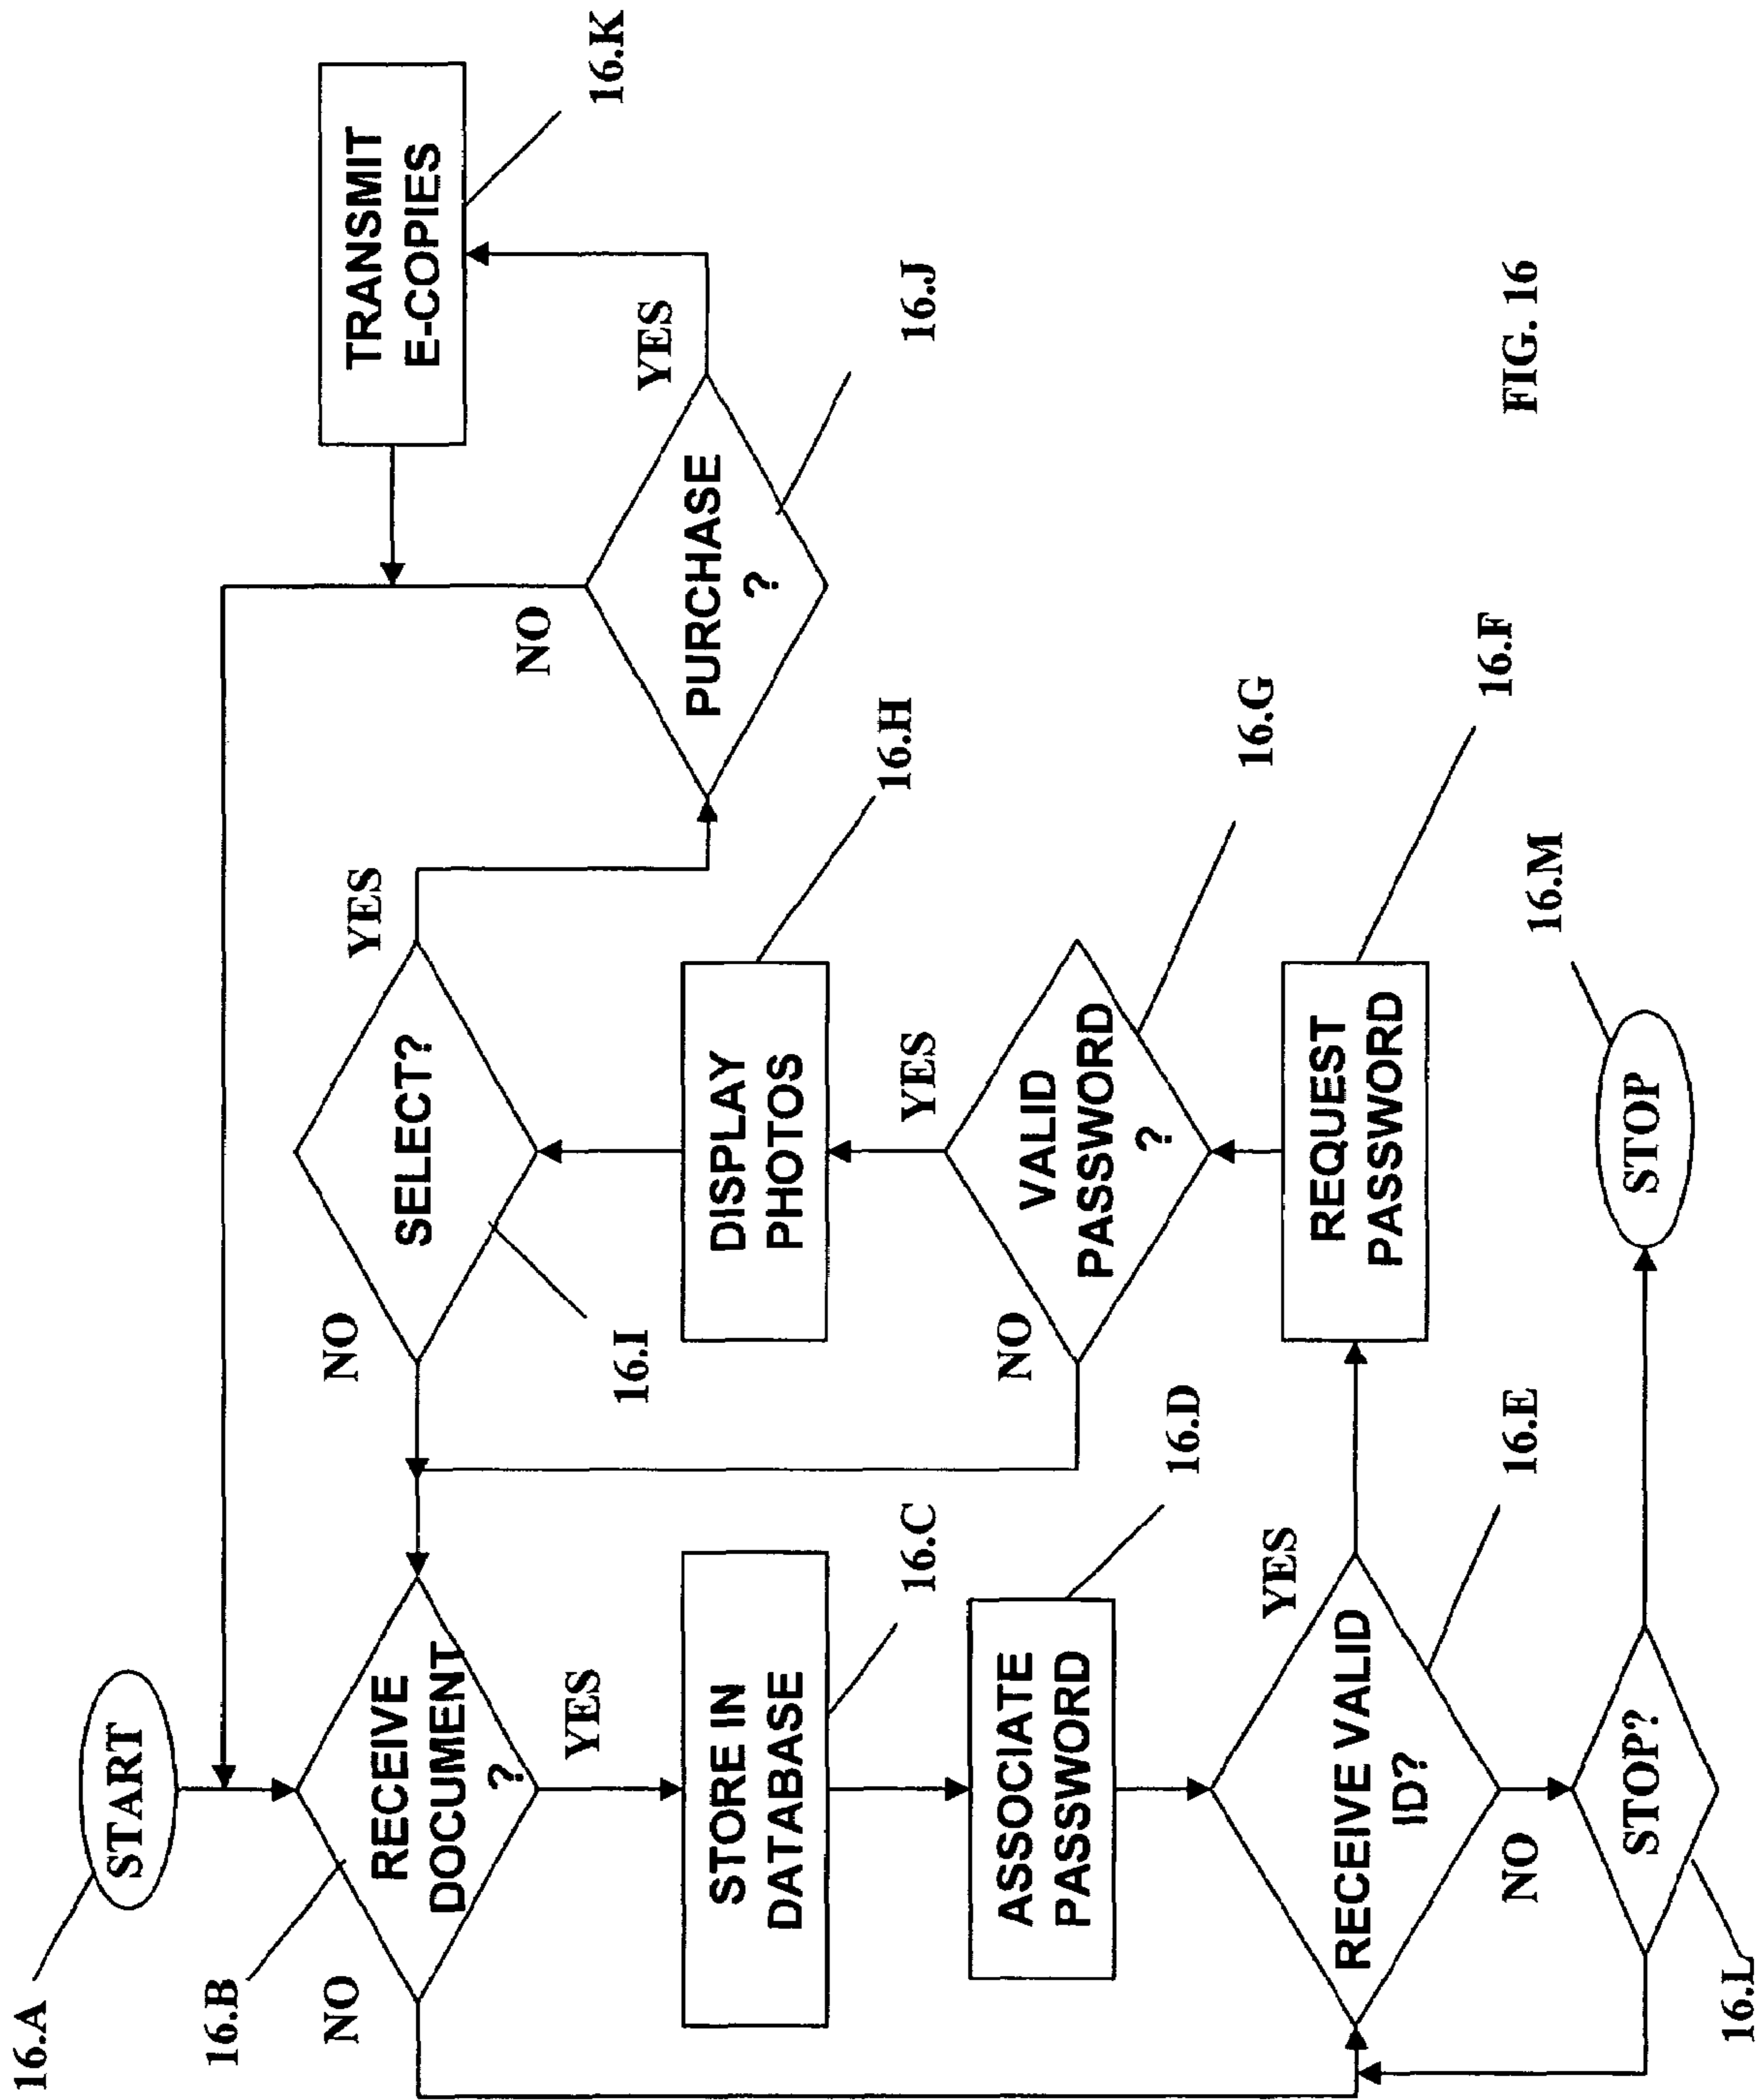 16.A
START
16.B
RECEIVE
DOCUMENT
?
NO
YES
STORE IN
DATABASE
16.C
ASSOCIATE
PASSWORD
16.D
RECEIVE VALID
ID?
YES
16.E
NO
STOP?
16.L
STOP
16.M
REQUEST
PASSWORD
16.F
VALID
PASSWORD
?
NO
YES
16.G
DISPLAY
PHOTOS
16.H
SELECT?
NO
YES
16.I
PURCHASE
?
NO
YES
16.J
TRANSMIT
E-COPIES
16.K
FIG. 16